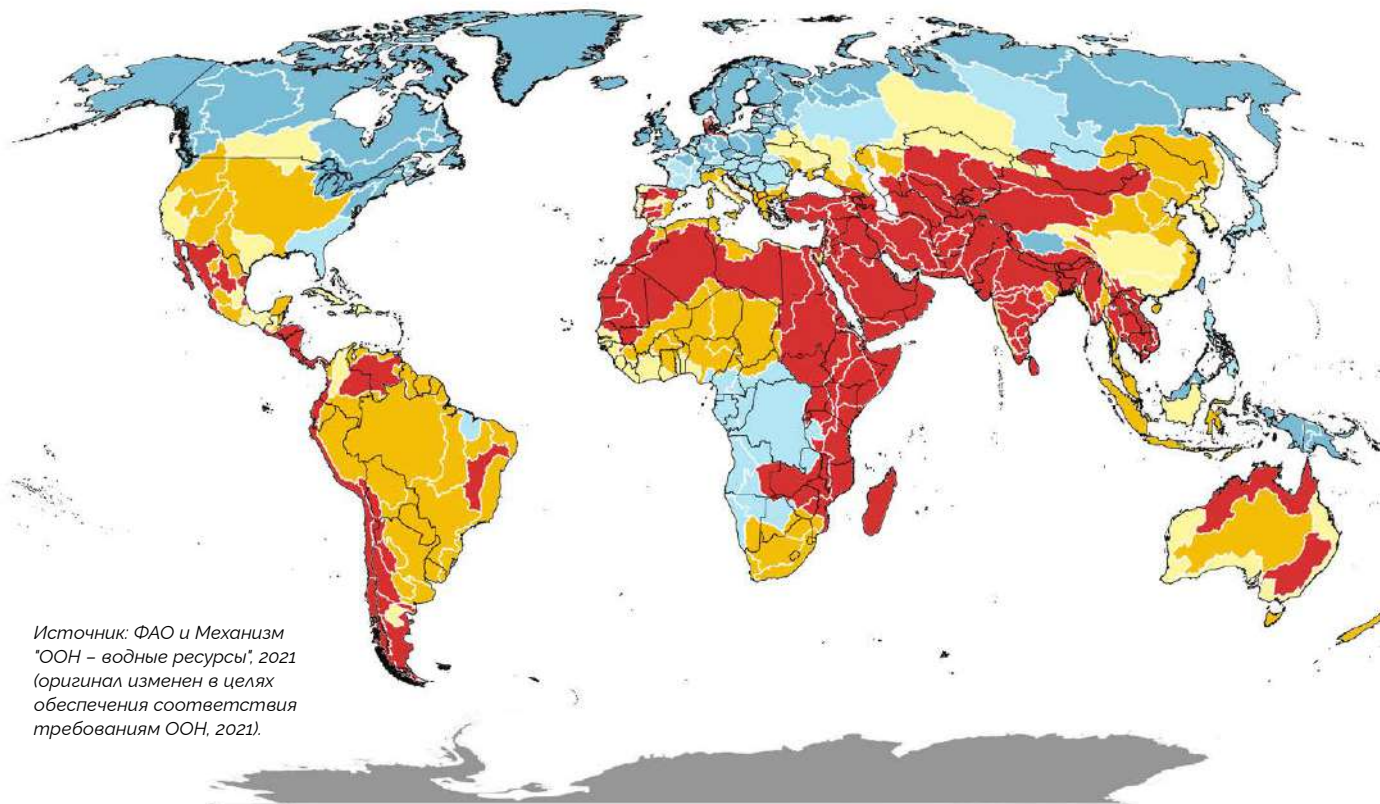 Источник: ФАО и Механизм
"ООН – водные ресурсы", 2021
(оригинал изменен в целях
обеспечения соответствия
требованиям ООН, 2021).